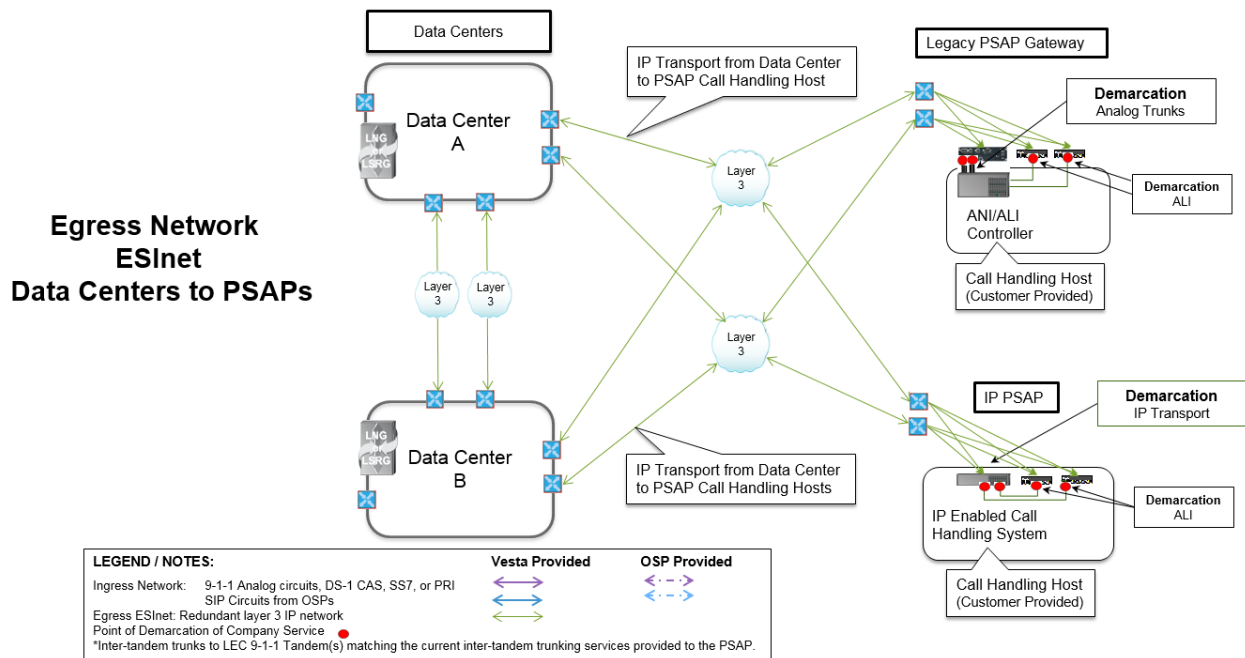 Data Centers
Legacy PSAP Gateway
IP Transport from Data Center
to PSAP Call Handling Host
Demarcation
Analog Trunks
Data Center
A
LNG
LSRG
Layer
3
Demarcation
ALI
ANI/ALI
Controller
Egress Network
ESInet
Data Centers to PSAPs
Call Handling Host
(Customer Provided)
Layer
3
Layer
3
Layer
3
IP PSAP
Demarcation
IP Transport
Data Center
B
LNG
LSRG
IP Transport from Data Center
to PSAP Call Handling Hosts
Demarcation
ALI
IP Enabled Call
Handling System
Call Handling Host
(Customer Provided)
LEGEND / NOTES:
Vesta Provided
OSP Provided
Ingress Network: 9-1-1 Analog circuits, DS-1 CAS, SS7, or PRI
SIP Circuits from OSPs
Egress ESInet: Redundant layer 3 IP network
Point of Demarcation of Company Service
*Inter-tandem trunks to LEC 9-1-1 Tandem(s) matching the current inter-tandem trunking services provided to the PSAP.